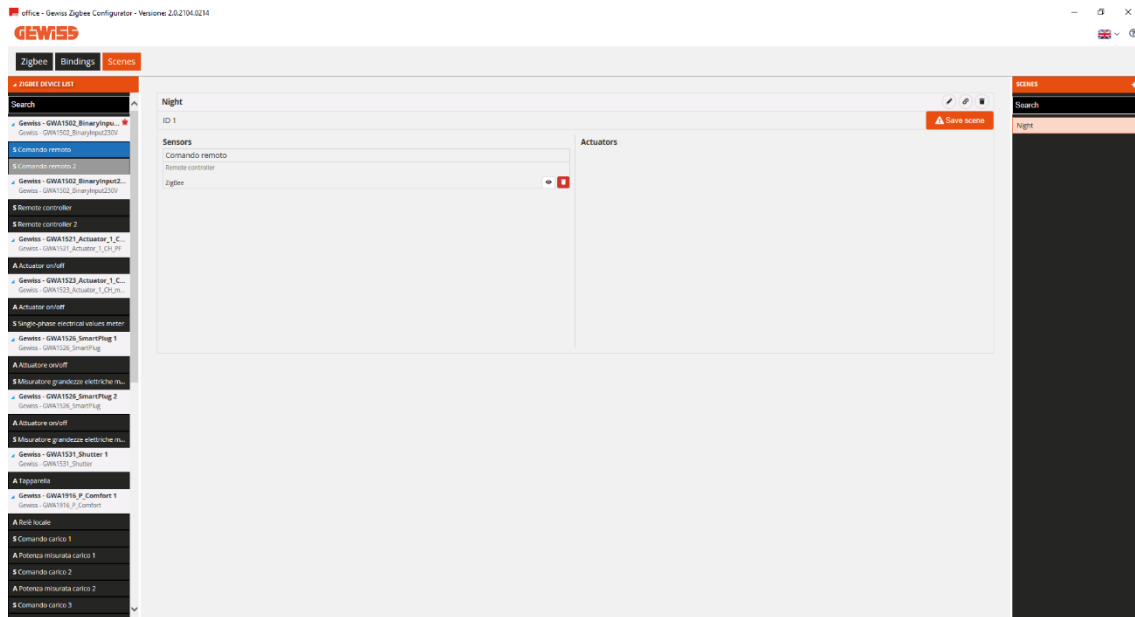 office - Gewiss Zigbee Configurator - Versione: 2.0.2104.0214
GEWISS
Zigbee Bindings Scenes
ZIGBEE DEVICE LIST
Search
Gewiss - GWA1502_BinaryInpu...
Gewiss - GWA1502_BinaryInput230V
S Comando remoto
S Comando remoto 2
Gewiss - GWA1502_BinaryInput2...
Gewiss - GWA1502_BinaryInput230V
S Remote controller
S Remote controller 2
Gewiss - GWA1521_Actuator_1_C...
Gewiss - GWA1521_Actuator_1_CH_PF
A Actuator on/off
Gewiss - GWA1523_Actuator_1_C...
Gewiss - GWA1523_Actuator_1_CH_m...
A Actuator on/off
S Single-phase electrical values meter
Gewiss - GWA1526_SmartPlug 1
Gewiss - GWA1526_SmartPlug
A Attuatore on/off
S Misuratore grandezze elettriche m...
Gewiss - GWA1526_SmartPlug 2
Gewiss - GWA1526_SmartPlug
A Attuatore on/off
S Misuratore grandezze elettriche m...
Gewiss - GWA1531_Shutter 1
Gewiss - GWA1531_Shutter
A Tapparella
Gewiss - GWA1916_P_Comfort 1
Gewiss - GWA1916_P_Comfort
A Relè locale
S Comando carico 1
A Potenza misurata carico 1
S Comando carico 2
A Potenza misurata carico 2
S Comando carico 3
Night
ID 1
Save scene
Sensors
Comando remoto
Remote controller
ZigBee
Actuators
SCENES
Search
Night